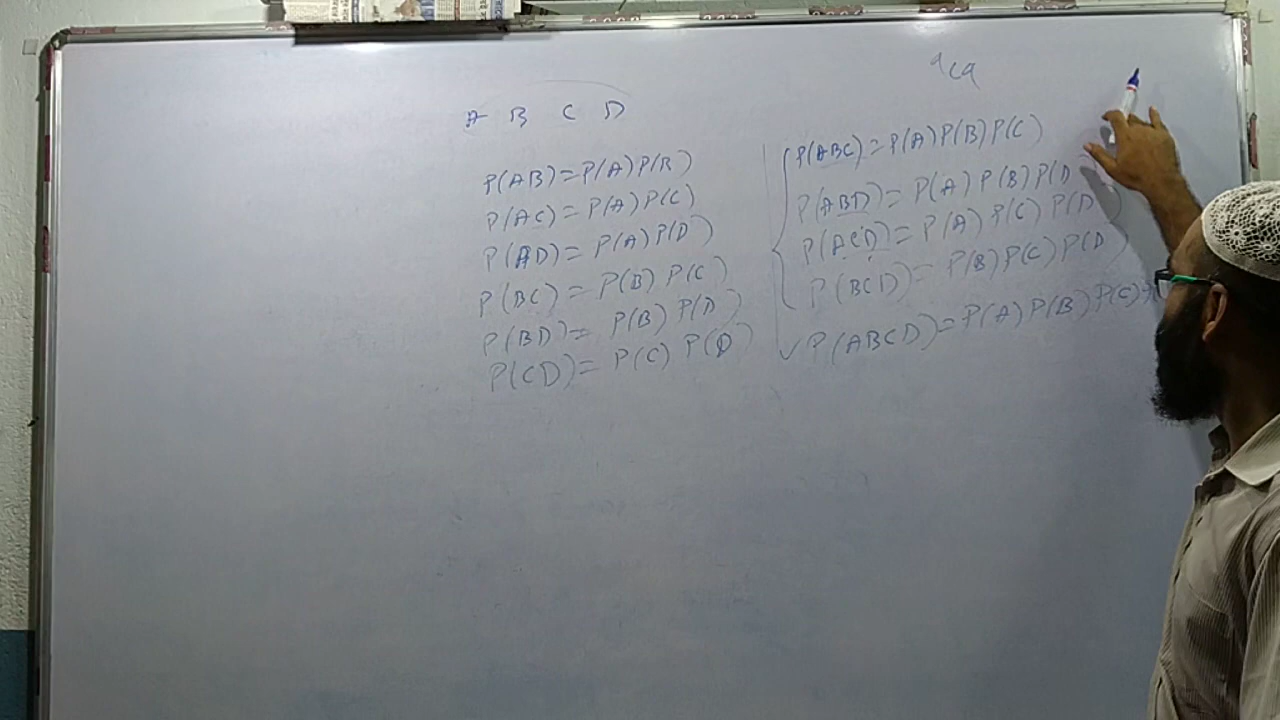 A B C D
P(AB)=P(A)P(B)
P(AC)=P(A)P(C)
P(AD)=P(A)P(D)
P(BC)=P(B)P(C)
P(BD)=P(B)P(D)
P(CD)=P(C)P(D)
P(ABC)=P(A)P(B)P(C)
P(ABD)=P(A)P(B)P(D
P(ACD)=P(A)P(C)P(D)
P(BCD)=P(B)P(C)P(D)
P(ABCD)=P(A)P(B)P(C)